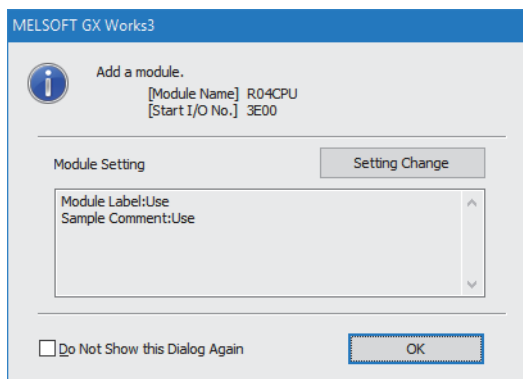 MELSOFT GX Works3
Add a module.
[Module Name] R04CPU
[Start I/O No.] 3E00
Module Setting
Setting Change
Module Label:Use
Sample Comment:Use
Do Not Show this Dialog Again
OK